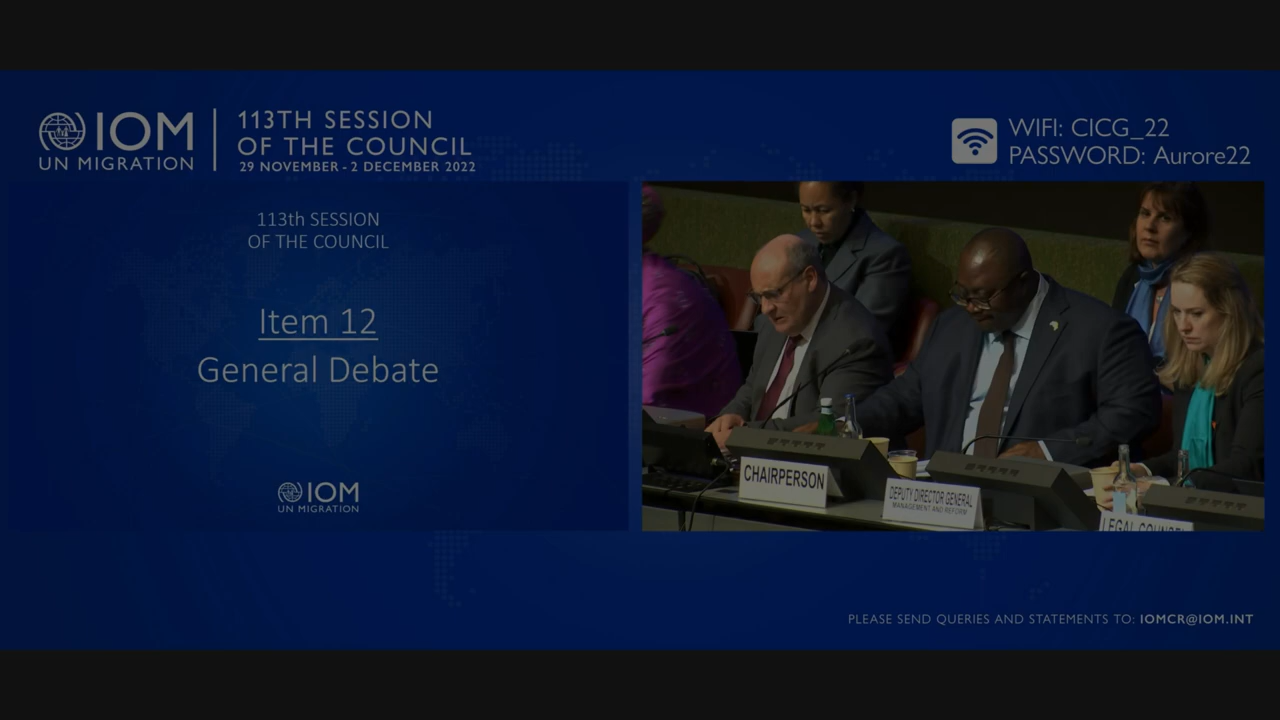 IOM
UN MIGRATION
113TH SESSION
OF THE COUNCIL
29 NOVEMBER - 2 DECEMBER 2022
WIFI: CICG_22
PASSWORD: Aurore22
113th SESSION
OF THE COUNCIL
Item 12
General Debate
IOM
UN MIGRATION
CHAIRPERSON
DEPUTY DIRECTOR GENERAL
MANAGEMENT AND REFORM
LEGAL COUNSEL
PLEASE SEND QUERIES AND STATEMENTS TO: IOMCR@IOM.INT